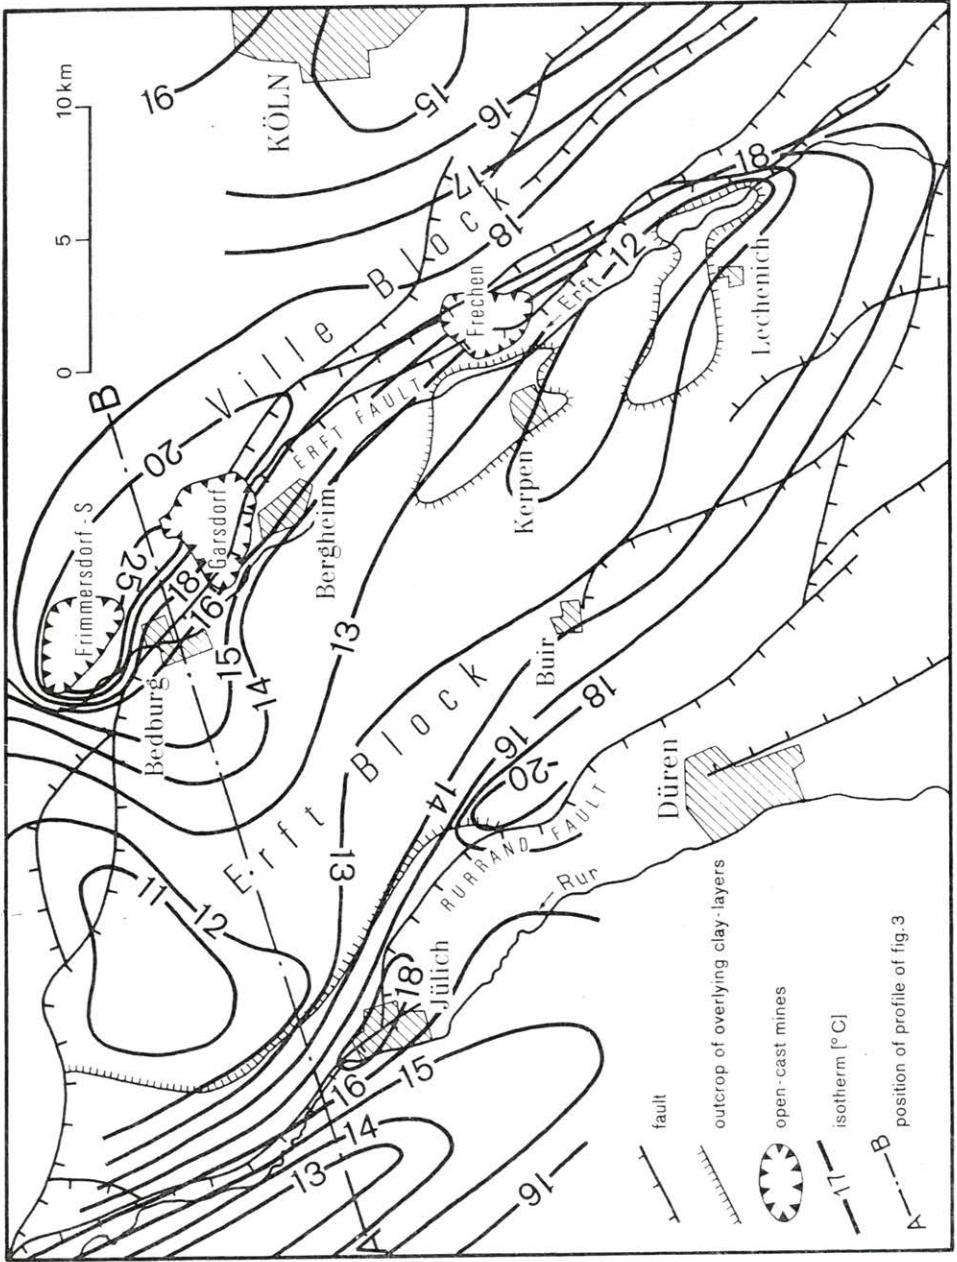 0 5 10 km
KÖLN
16
15
16
17
18
Ville Block
B
20
Frimmersdorf-S
25
Garsdorf
18
16
Bedburg
15
14
13
Bergheim
ERFT FAULT
Frechen
Erft
12
18
Kerpen
Lechenich
Erft Block
Buir
11
12
13
14
16
18
20
RURRAND FAULT
Düren
Rur
Jülich
18
16
15
14
13
A
16
fault
outcrop of overlying clay-layers
open-cast mines
17 isotherm [°C]
A B position of profile of fig. 3